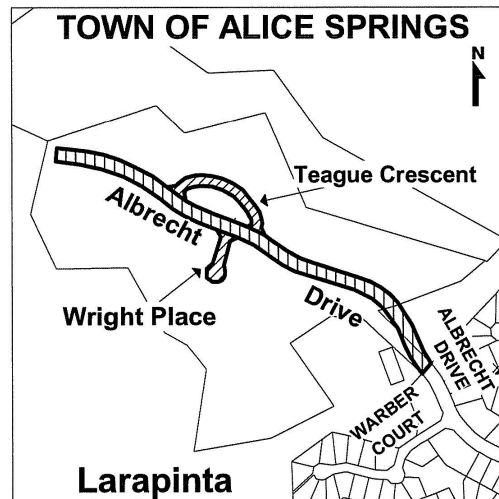 TOWN OF ALICE SPRINGS
N
Teague Crescent
Albrecht
Drive
Wright Place
ALBRECHT
DRIVE
WARBER
COURT
Larapinta